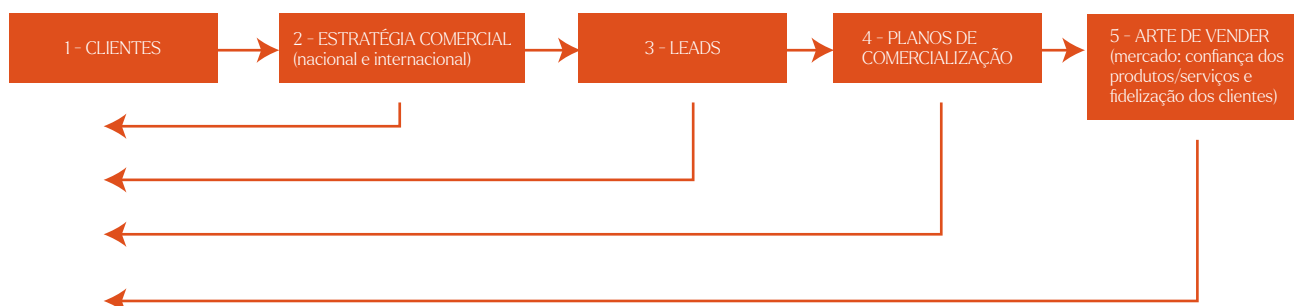 1 - CLIENTES
2 - ESTRATÉGIA COMERCIAL
(nacional e internacional)
3 - LEADS
4 - PLANOS DE
COMERCIALIZAÇÃO
5 - ARTE DE VENDER
(mercado: confiança dos
produtos/serviços e
fidelização dos clientes)